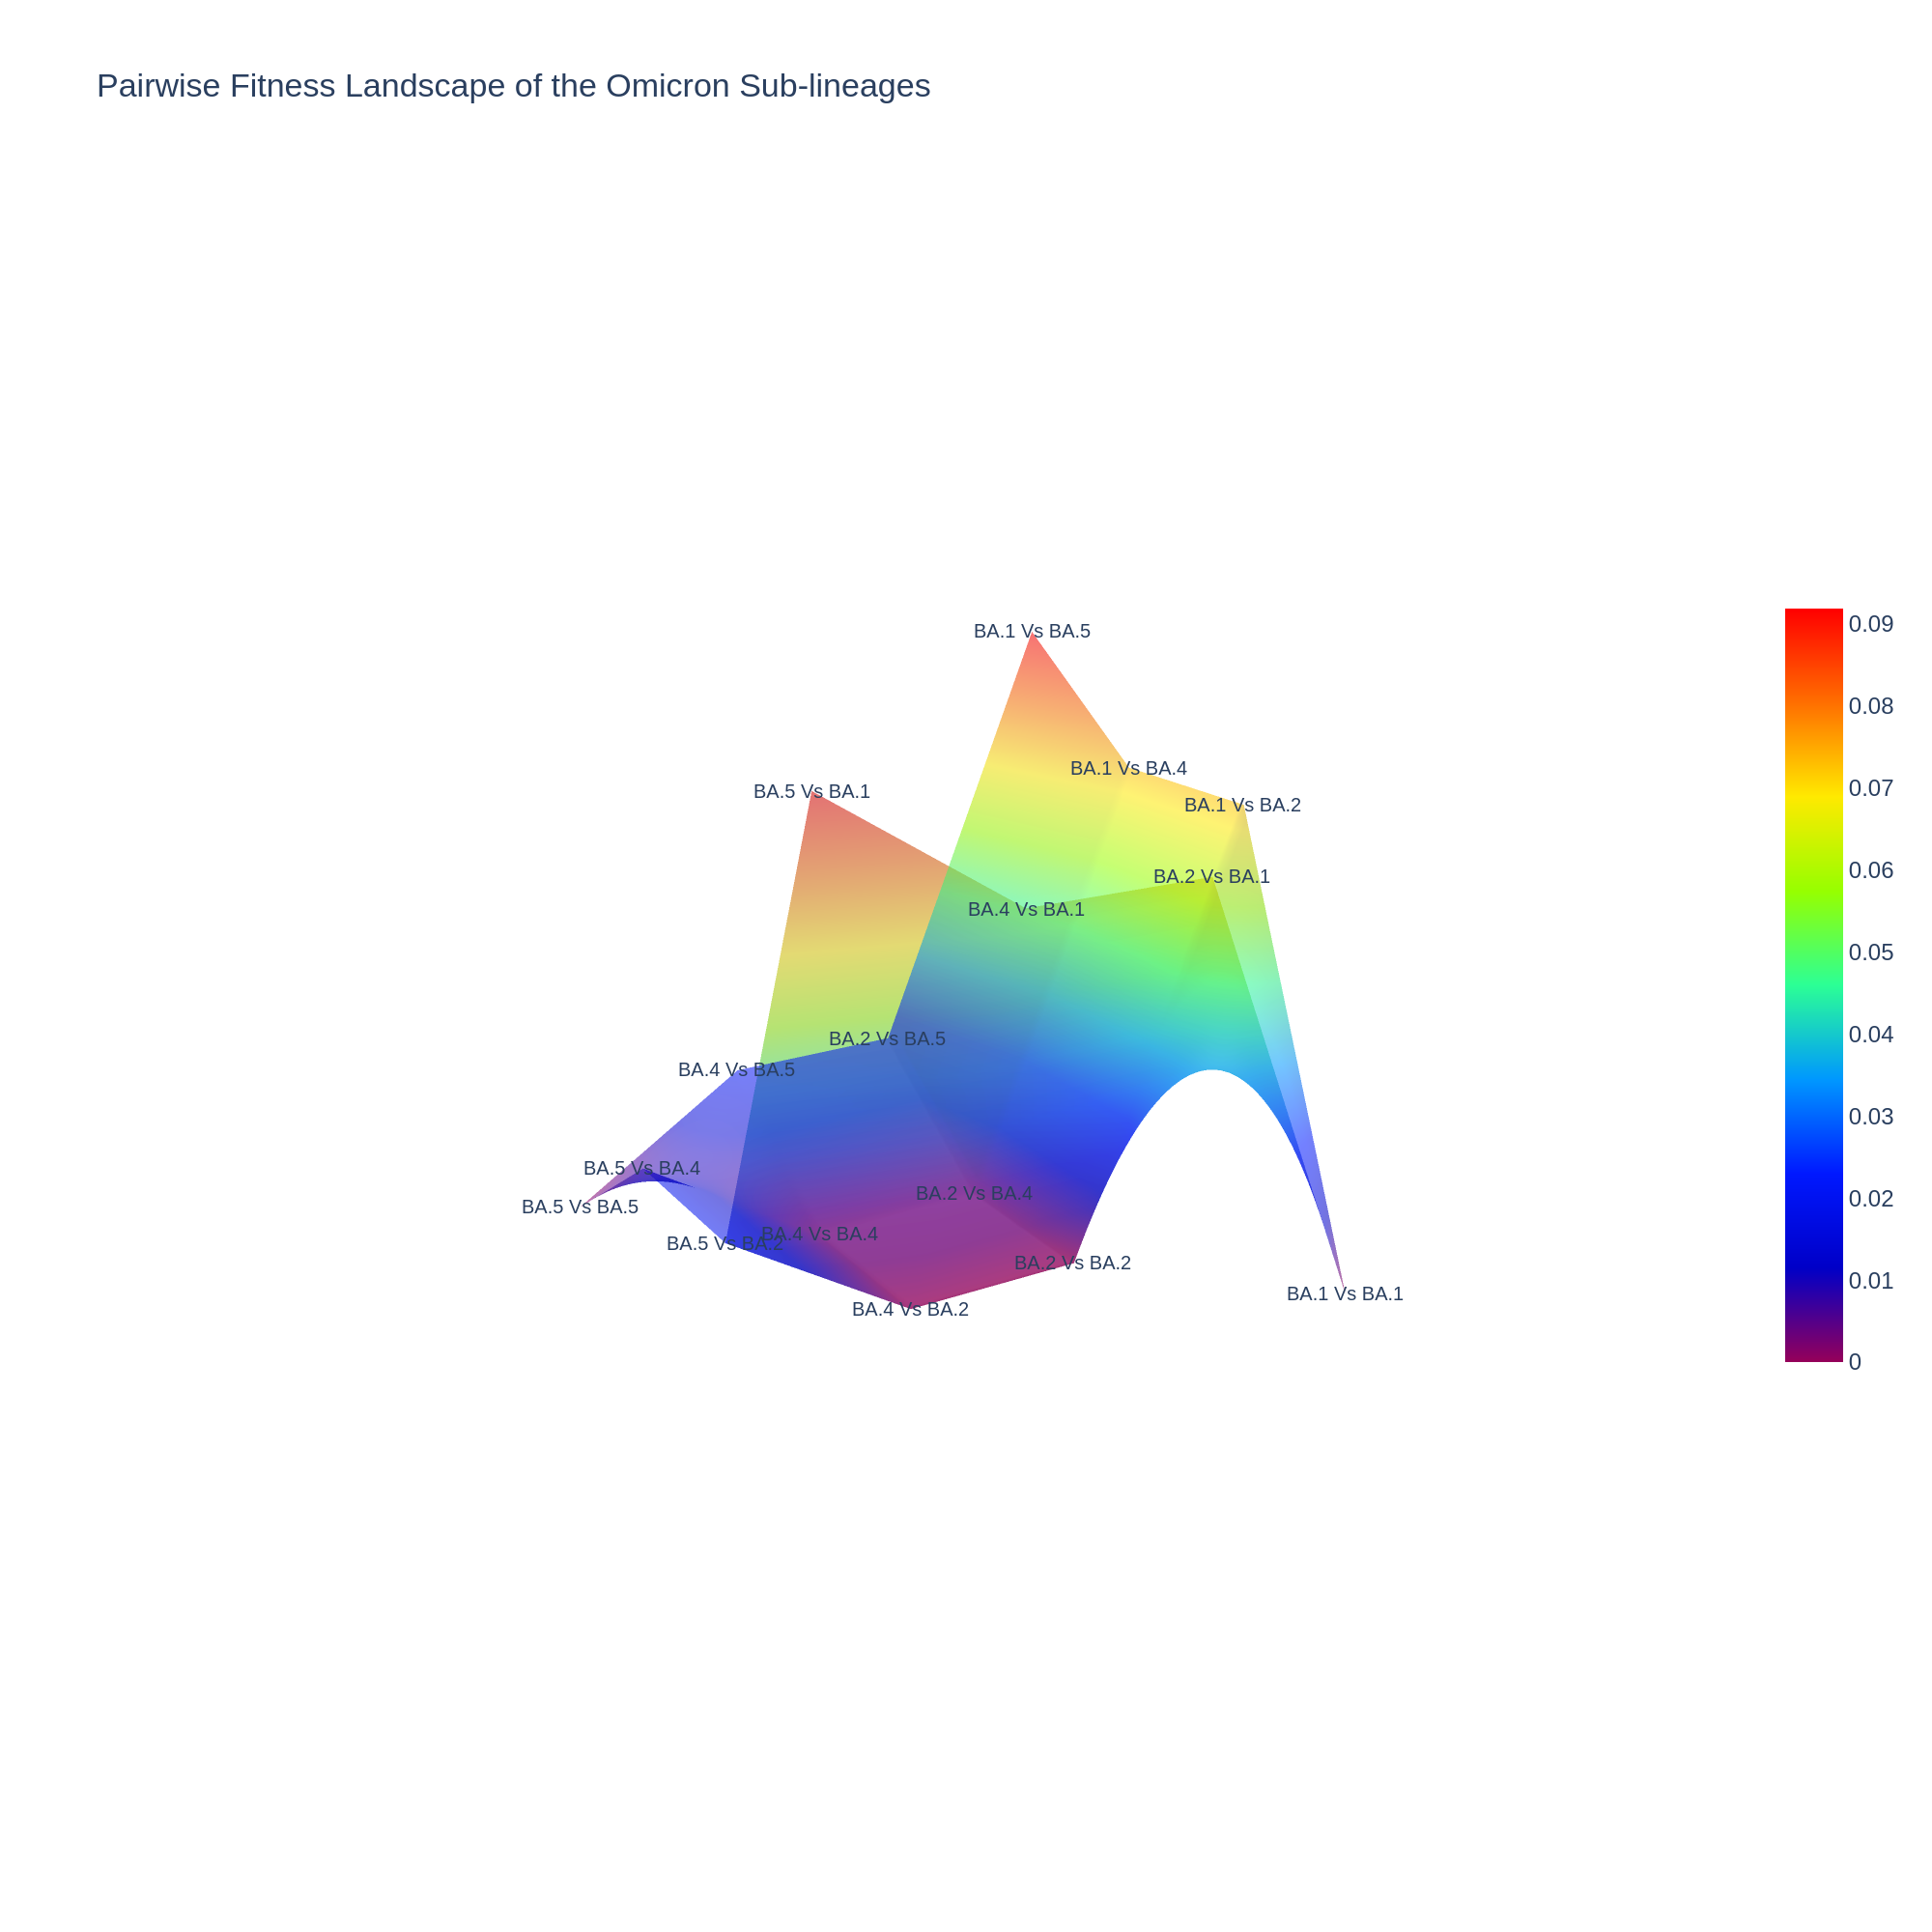 Pairwise Fitness Landscape of the Omicron Sub-lineages
BA.1 Vs BA.5
BA.1 Vs BA.4
BA.5 Vs BA.1
BA.1 Vs BA.2
BA.2 Vs BA.1
BA.4 Vs BA.1
BA.2 Vs BA.5
BA.4 Vs BA.5
BA.5 Vs BA.4
BA.2 Vs BA.4
BA.5 Vs BA.5
BA.4 Vs BA.4
BA.5 Vs BA.2
BA.2 Vs BA.2
BA.1 Vs BA.1
BA.4 Vs BA.2
0.09
0.08
0.07
0.06
0.05
0.04
0.03
0.02
0.01
0